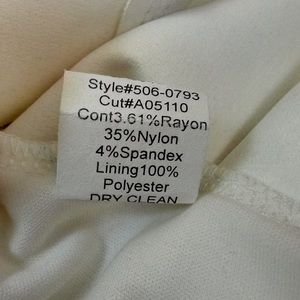 Style#506-0793
Cut#A05110
Cont3.61%Rayon
35%Nylon
4%Spandex
Lining100%
Polyester
DRY CLEAN